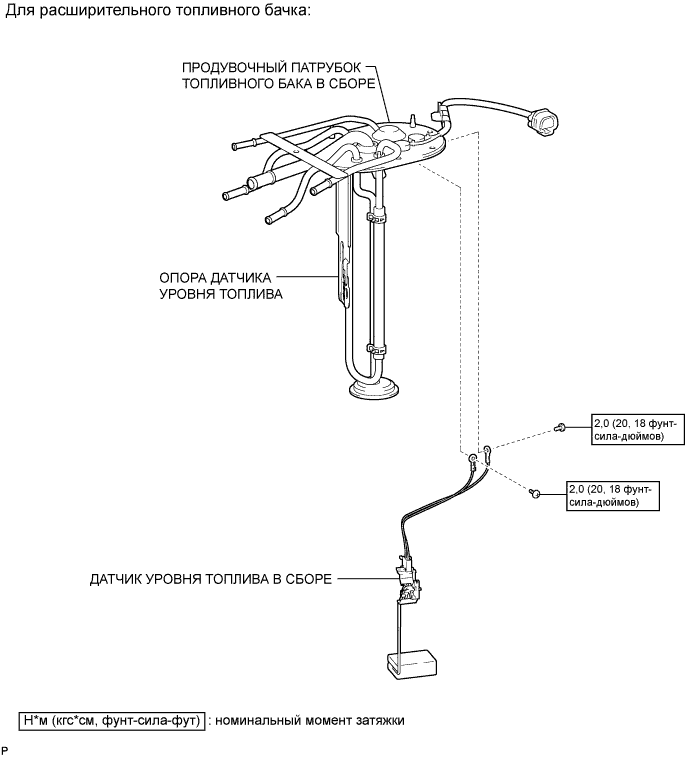 Для расширительного топливного бачка:
ПРОДУВОЧНЫЙ ПАТРУБОК
ТОПЛИВНОГО БАКА В СБОРЕ
ОПОРА ДАТЧИКА
УРОВНЯ ТОПЛИВА
2,0 (20, 18 фунт-
сила-дюймов)
2,0 (20, 18 фунт-
сила-дюймов)
ДАТЧИК УРОВНЯ ТОПЛИВА В СБОРЕ
Н*м (кгс*см, фунт-сила-фут) : номинальный момент затяжки
P